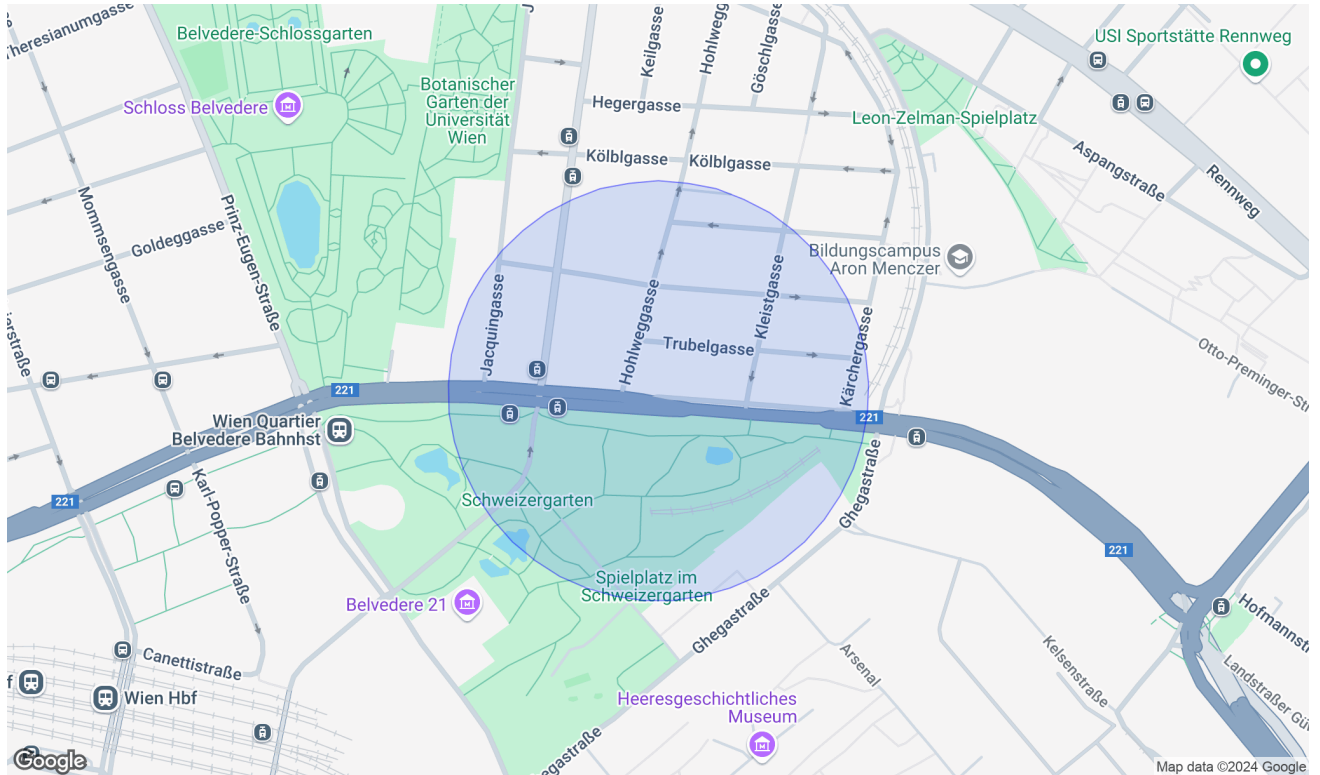 Theresianumgasse
Belvedere-Schlossgarten
Keilgasse
Hohlwegg
Göschlgasse
USI Sportstätte Rennweg
Schloss Belvedere
Botanischer
Garten der
Universität
Wien
Hegergasse
Leon-Zelman-Spielplatz
Kölblgasse
Kölblgasse
Aspangstraße
Rennweg
Mommsengasse
Goldeggasse
Prinz-Eugen-Straße
Bildungscampus
Aron Menczer
Jacquingasse
Hohlweggasse
Kleistgasse
Trubelgasse
Kärchergasse
Otto-Preminger-Str
ierstraße
221
221
Wien Quartier
Belvedere Bahnhst
221
Karl-Popper-Straße
Schweizergarten
Ghegastraße
221
Spielplatz im
Schweizergarten
Belvedere 21
Ghegastraße
Hofmannst
Canettistraße
Arsenal
Kelsenstraße
Landstraßer Gü
f
Wien Hbf
Heeresgeschichtliches
Museum
egastraße
Google
Map data ©2024 Google